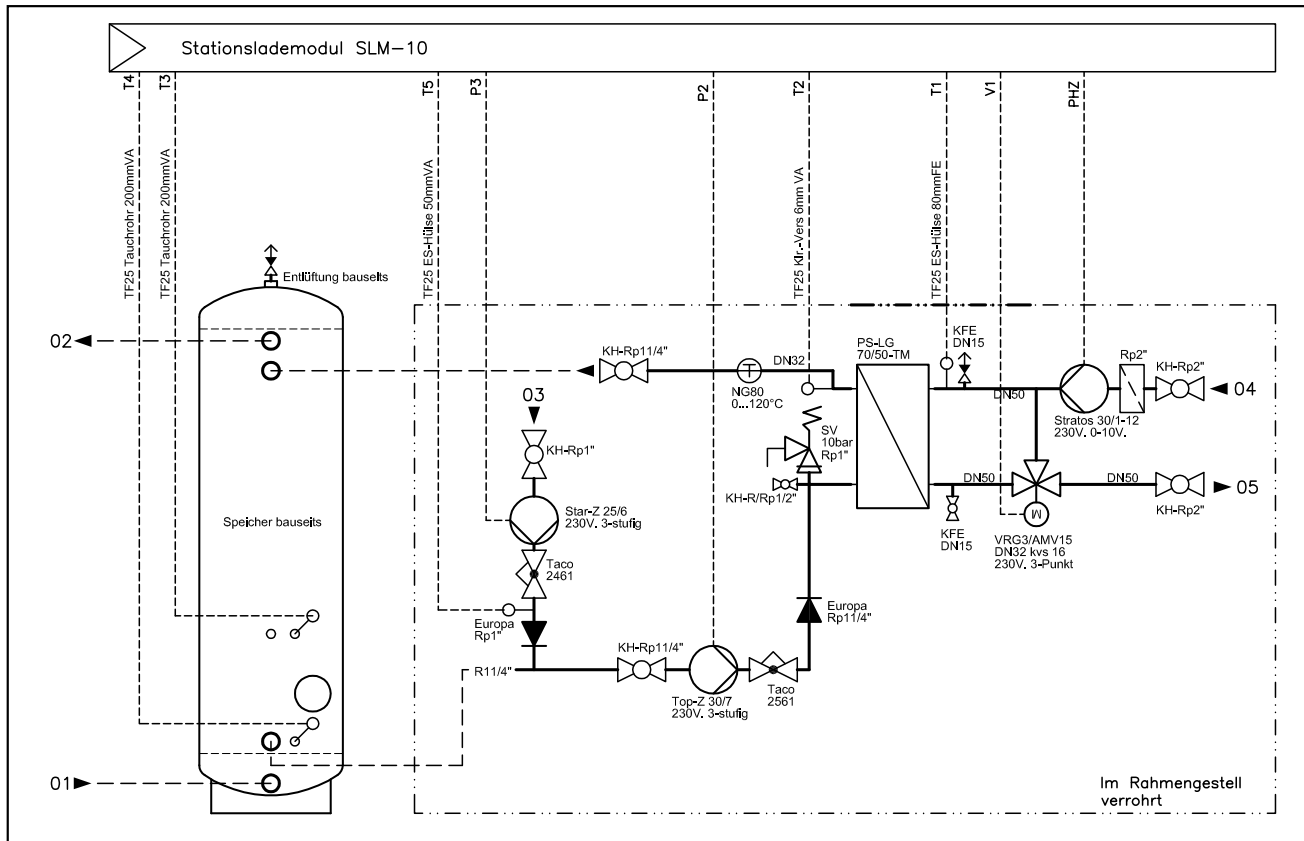 Stationslademodul SLM-10
T4
T3
T5
P3
P2
T2
T1
V1
PHZ
TF25 Tauchrohr 200mmVA
TF25 Tauchrohr 200mmVA
TF25 ES-Hülse 50mmVA
TF25 Klr.-Vers 6mm VA
TF25 ES-Hülse 80mmFE
Entlüftung bauseits
02
KH-Rp11/4"
DN32
NG80
0...120°C
PS-LG
70/50-TM
KFE
DN15
Rp2"
KH-Rp2"
04
DN50
Stratos 30/1-12
230V. 0-10V.
03
KH-Rp1"
SV
10bar
Rp1"
KH-R/Rp1/2"
DN50
DN50
05
KH-Rp2"
KFE
DN15
M
VRG3/AMV15
DN32 kvs 16
230V. 3-Punkt
Speicher bauseits
Star-Z 25/6
230V. 3-stufig
Taco
2461
Europa
Rp1"
Europa
Rp11/4"
KH-Rp11/4"
R11/4"
Top-Z 30/7
230V. 3-stufig
Taco
2561
01
Im Rahmengestell
verrohrt
T